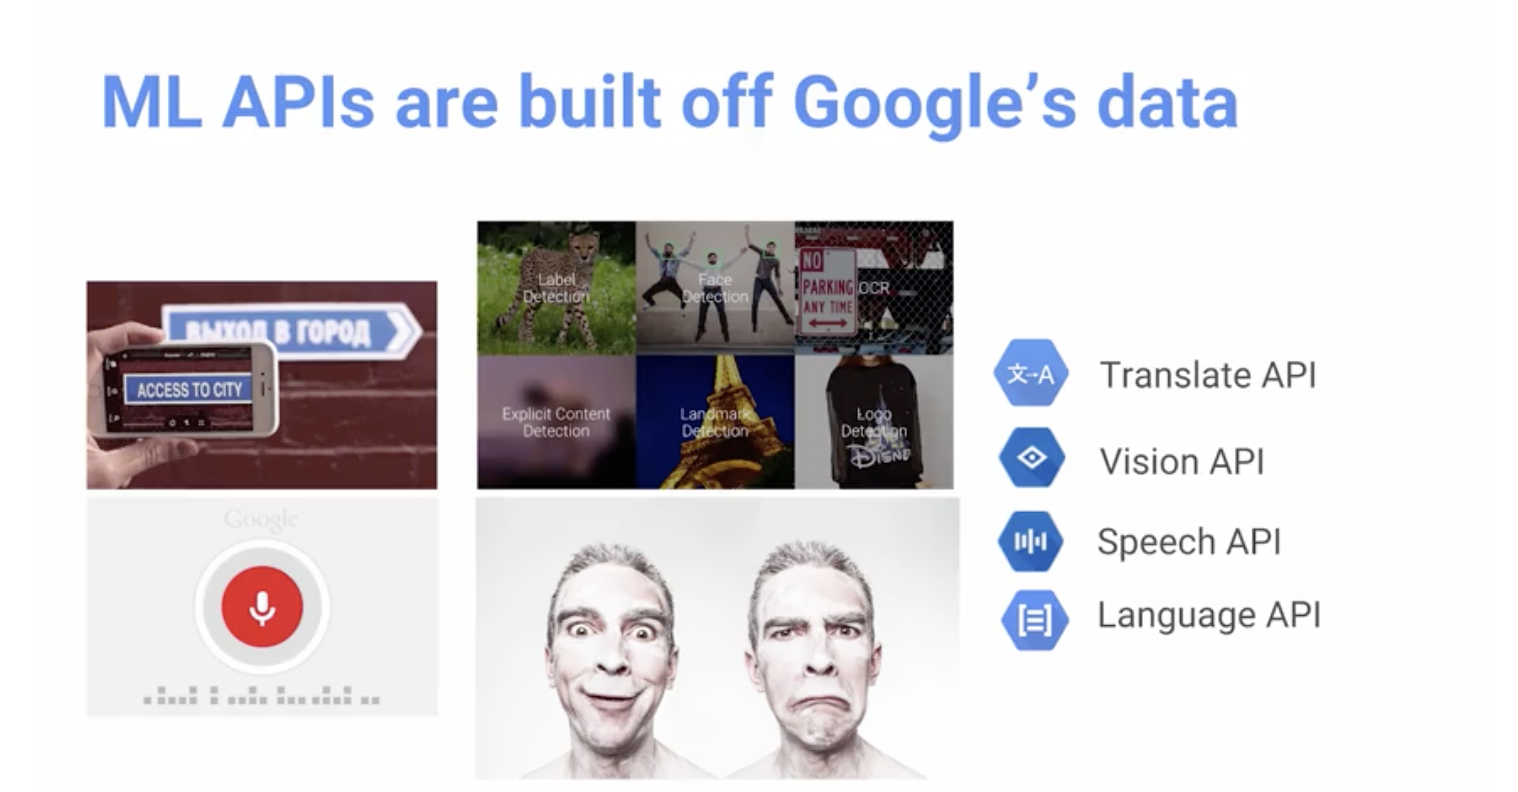 ML APIs are built off Google's data
ВЫХОД В ГОРОД
ACCESS TO CITY
Label
Detection
Face
Detection
NO
PARKING
ANY TIME
OCR
Explicit Content
Detection
Landmark
Detection
Logo
Detection
DISNEY
Google
文→A
Translate API
Vision API
Speech API
Language API